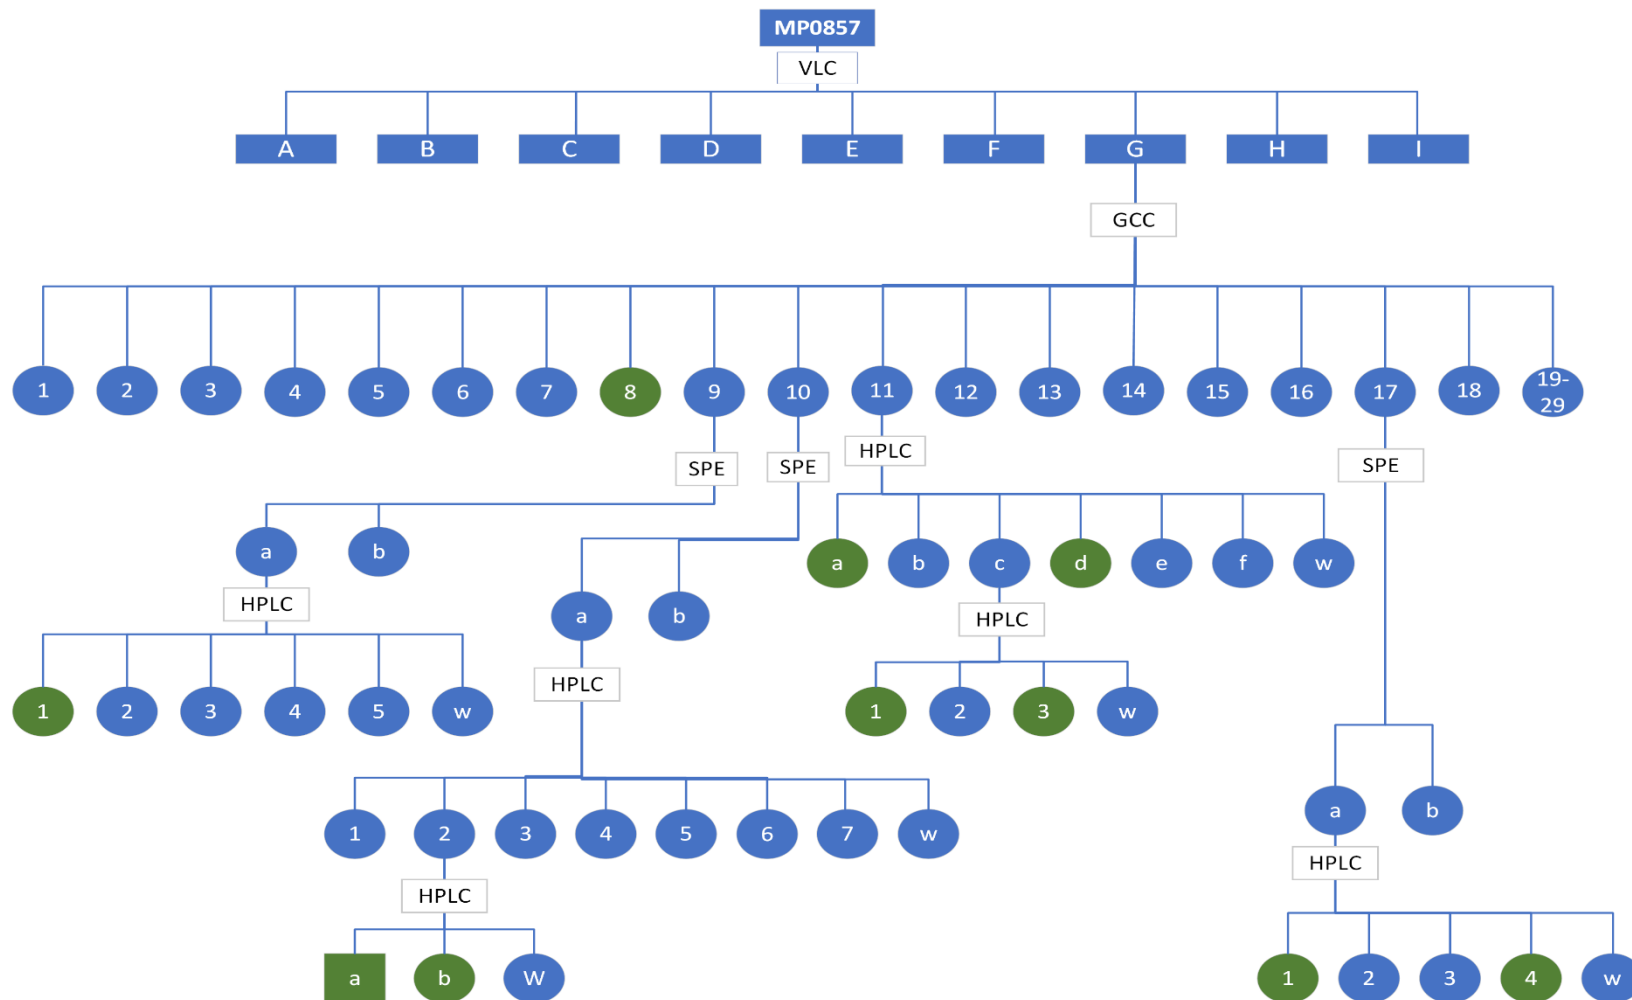 MP0857
VLC
A B C D E F G H I
GCC
1 2 3 4 5 6 7 8 9 10 11 12 13 14 15 16 17 18 19-
29
HPLC
SPE SPE SPE
a b
a b c d e f w
HPLC
a b
HPLC
HPLC
1 2 3 4 5 w
1 2 3 w
a b
1 2 3 4 5 6 7 w
HPLC
HPLC
a b W
1 2 3 4 w